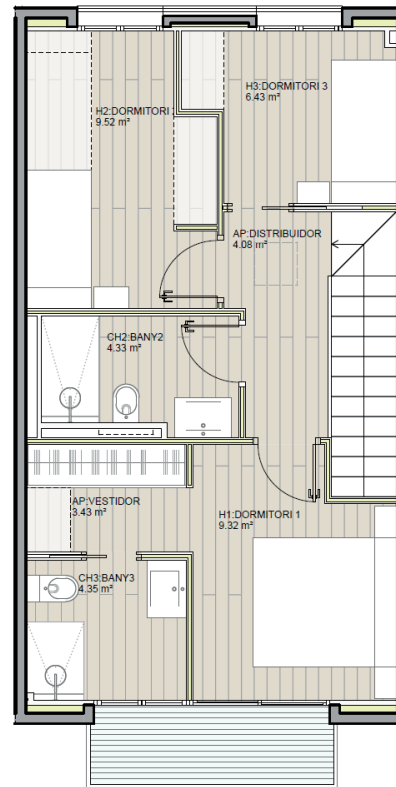 H3:DORMITORI 3
6.43 m²
H2:DORMITORI
9.52 m²
AP:DISTRIBUIDOR
4.08 m²
CH2:BANY2
4.33 m²
AP:VESTIDOR
3.43 m²
H1:DORMITORI 1
9.32 m²
CH3:BANY3
4.35 m²